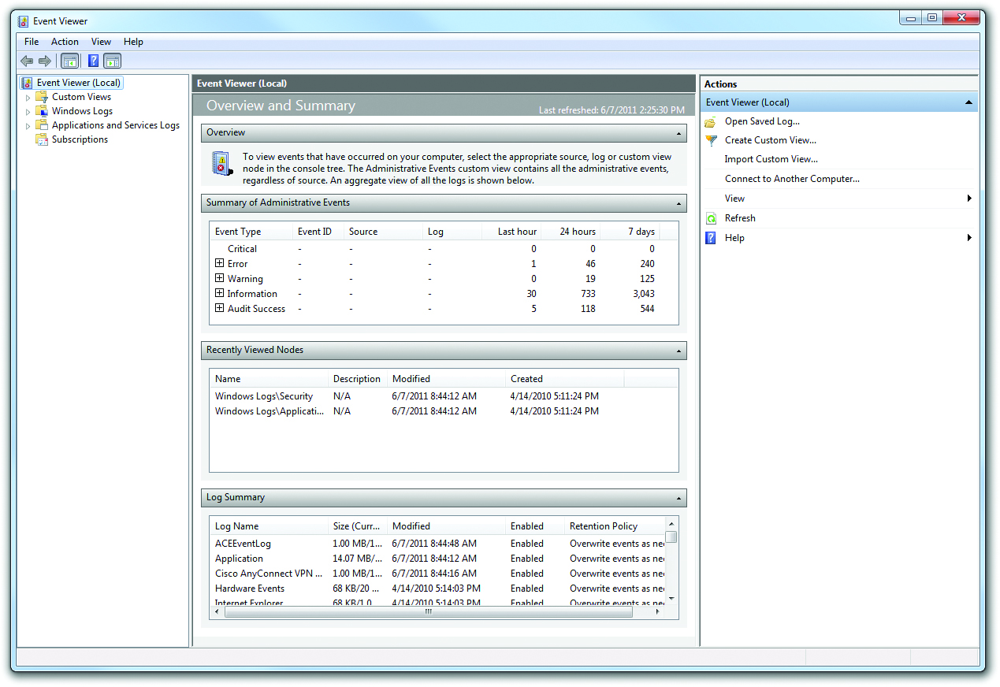 Event Viewer
File Action View Help
Event Viewer (Local)
Custom Views
Windows Logs
Applications and Services Logs
Subscriptions
Event Viewer (Local)
Overview and Summary Last refreshed: 6/7/2011 2:25:30 PM
Overview
To view events that have occurred on your computer, select the appropriate source, log or custom view
node in the console tree. The Administrative Events custom view contains all the administrative events,
regardless of source. An aggregate view of all the logs is shown below.
Summary of Administrative Events
Event Type Event ID Source Log Last hour 24 hours 7 days
Critical - - - 0 0 0
Error - - - 1 46 240
Warning - - - 0 19 125
Information - - - 30 733 3,043
Audit Success - - - 5 118 544
Recently Viewed Nodes
Name Description Modified Created
Windows Logs\Security N/A 6/7/2011 8:44:12 AM 4/14/2010 5:11:24 PM
Windows Logs\Applicati... N/A 6/7/2011 8:44:12 AM 4/14/2010 5:11:24 PM
Log Summary
Log Name Size (Curr... Modified Enabled Retention Policy
ACEEventLog 1.00 MB/1... 6/7/2011 8:44:48 AM Enabled Overwrite events as nee
Application 14.07 MB/... 6/7/2011 8:44:12 AM Enabled Overwrite events as nee
Cisco AnyConnect VPN ... 1.00 MB/1... 6/7/2011 8:44:16 AM Enabled Overwrite events as nee
Hardware Events 68 KB/20 ... 4/14/2010 5:14:03 PM Enabled Overwrite events as nee
Internet Explorer 68 KB/1.0 4/14/2010 5:14:03 PM Enabled Overwrite events as nee
Actions
Event Viewer (Local)
Open Saved Log...
Create Custom View...
Import Custom View...
Connect to Another Computer...
View
Refresh
Help